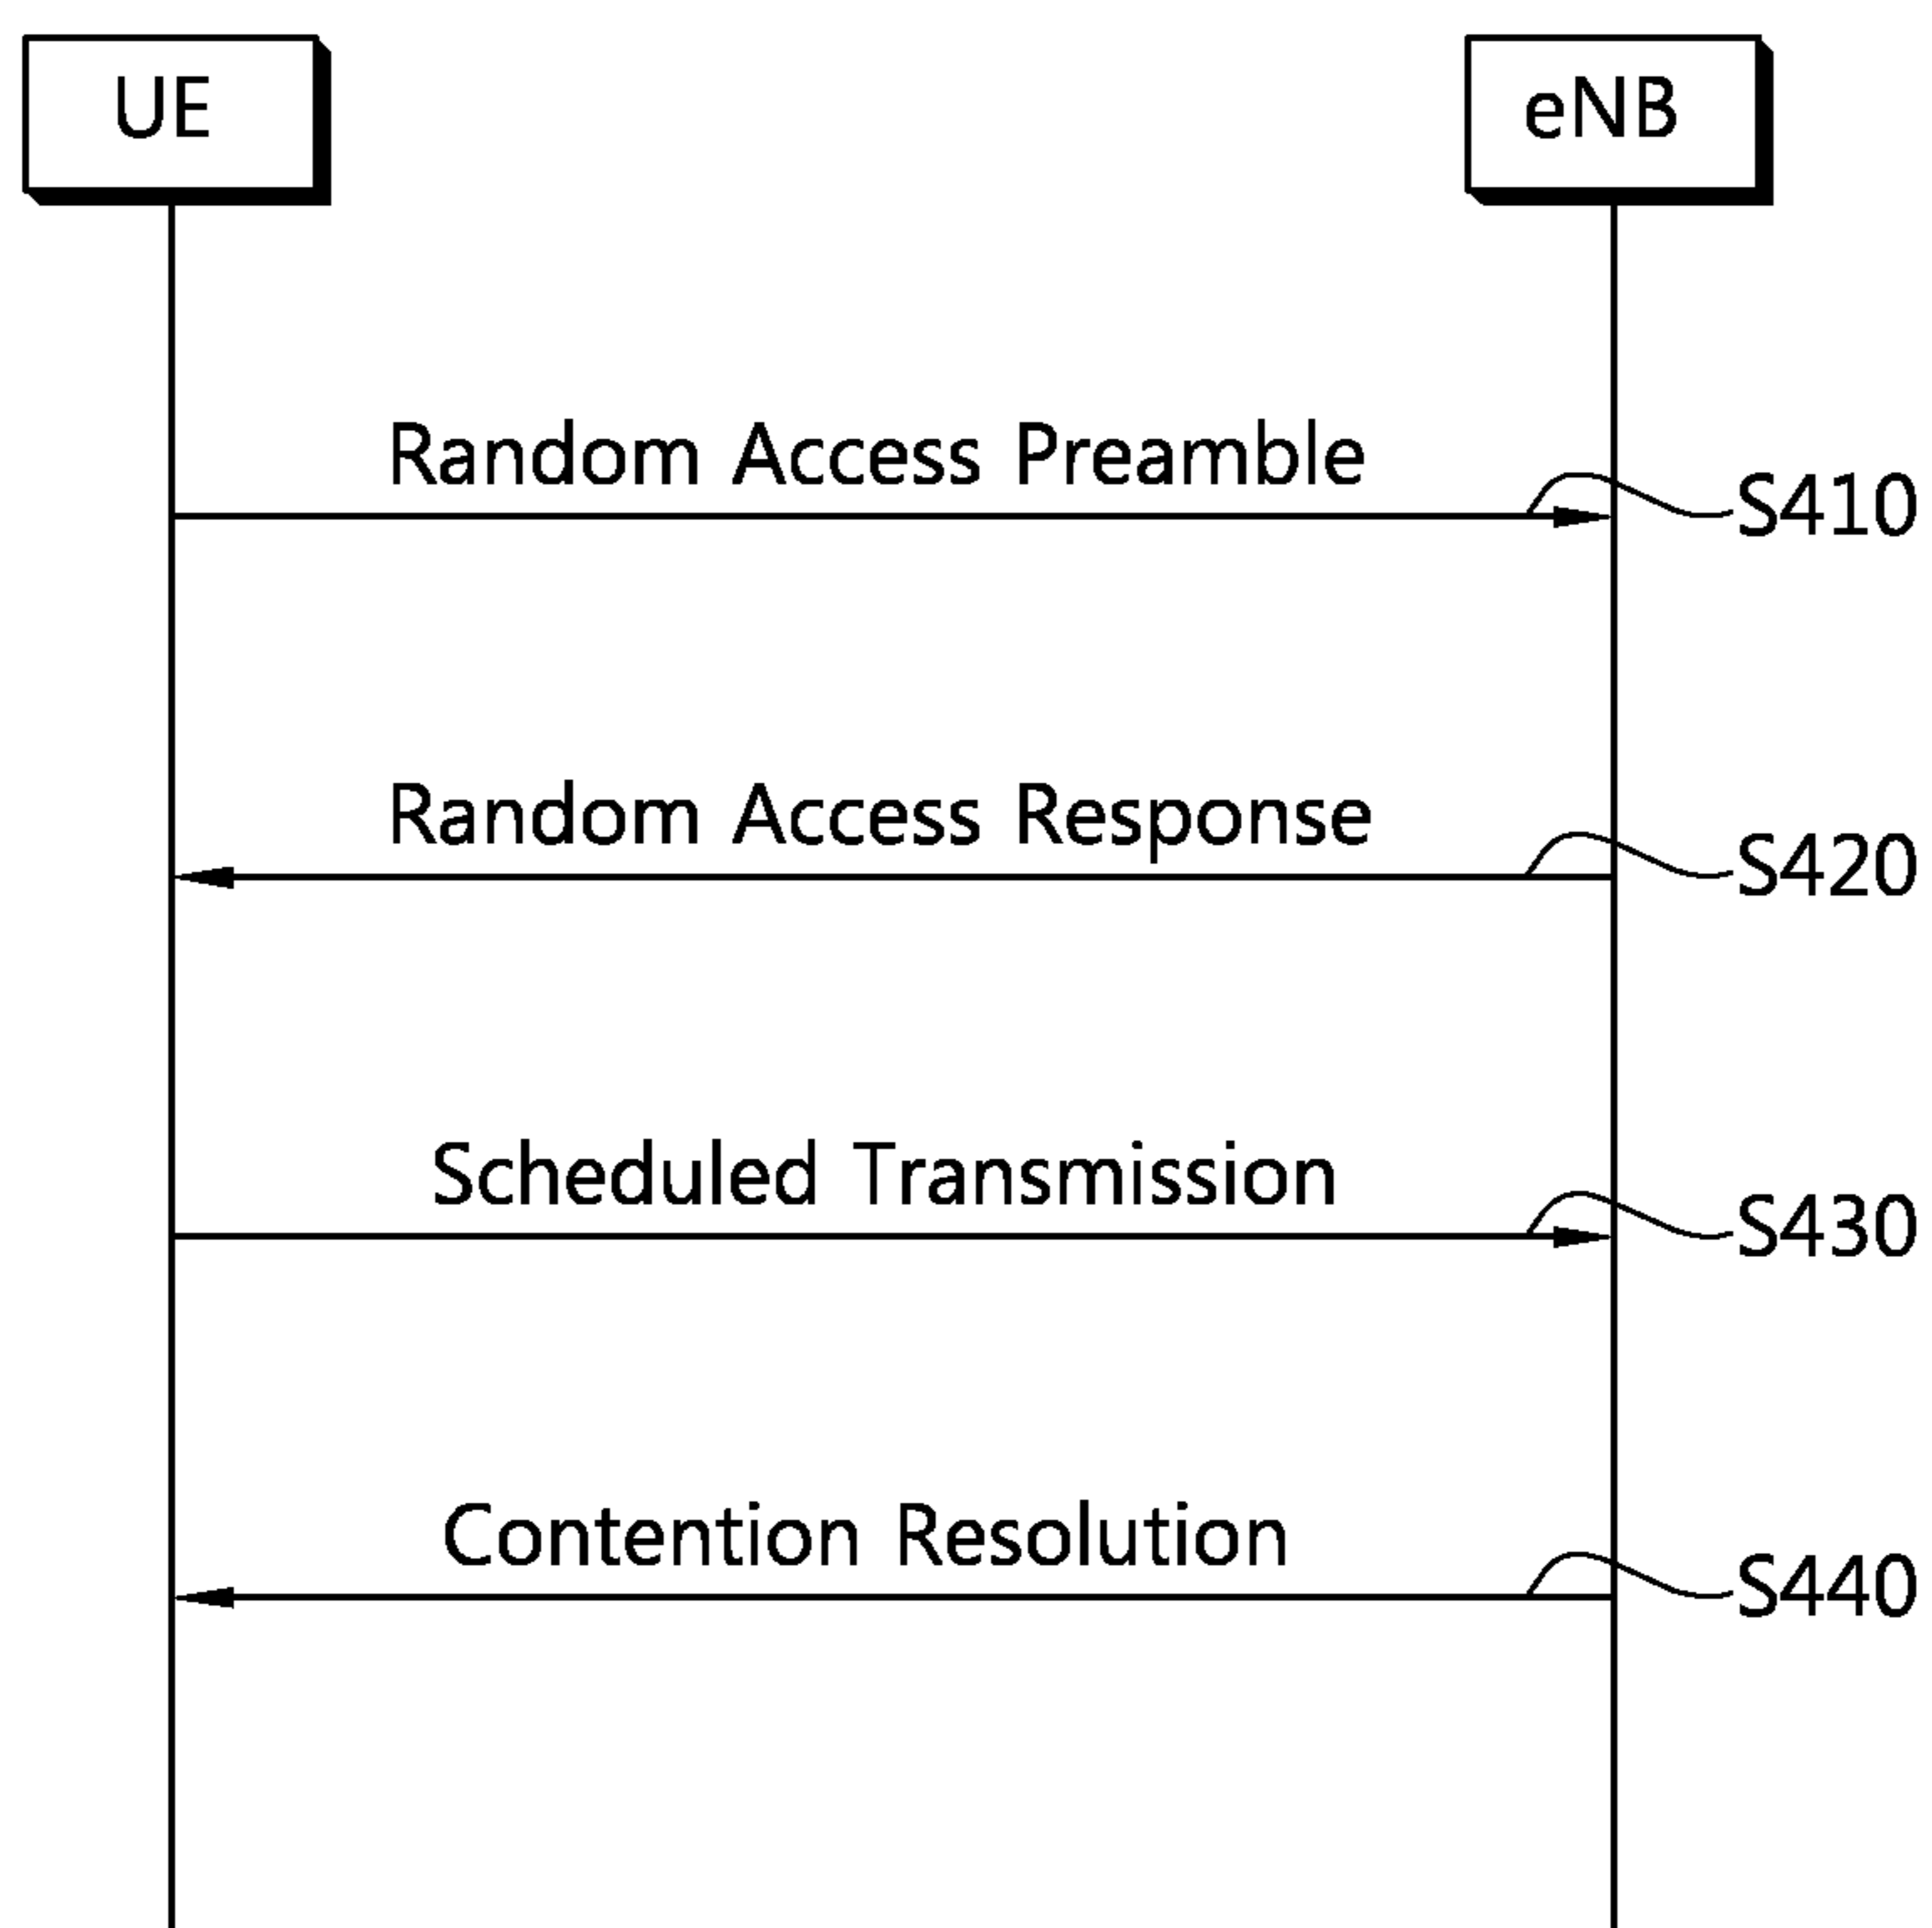 UE
eNB
Random Access Preamble
S410
Random Access Response
S420
Scheduled Transmission
S430
Contention Resolution
S440